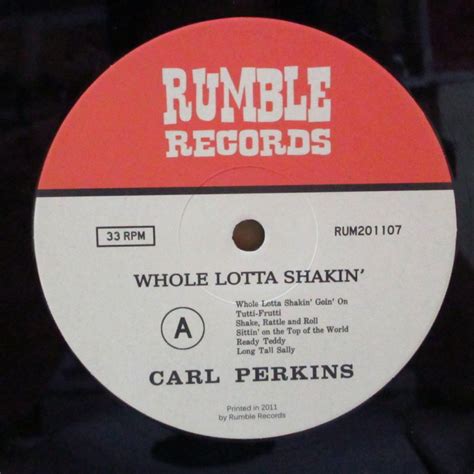 RUMBLE
RECORDS
33 RPM
RUM201107
WHOLE LOTTA SHAKIN'
A
Whole Lotta Shakin' Goin' On
Tutti-Frutti
Shake, Rattle and Roll
Sittin' on the Top of the World
Ready Teddy
Long Tall Sally
CARL PERKINS
Printed in 2011
by Rumble Records